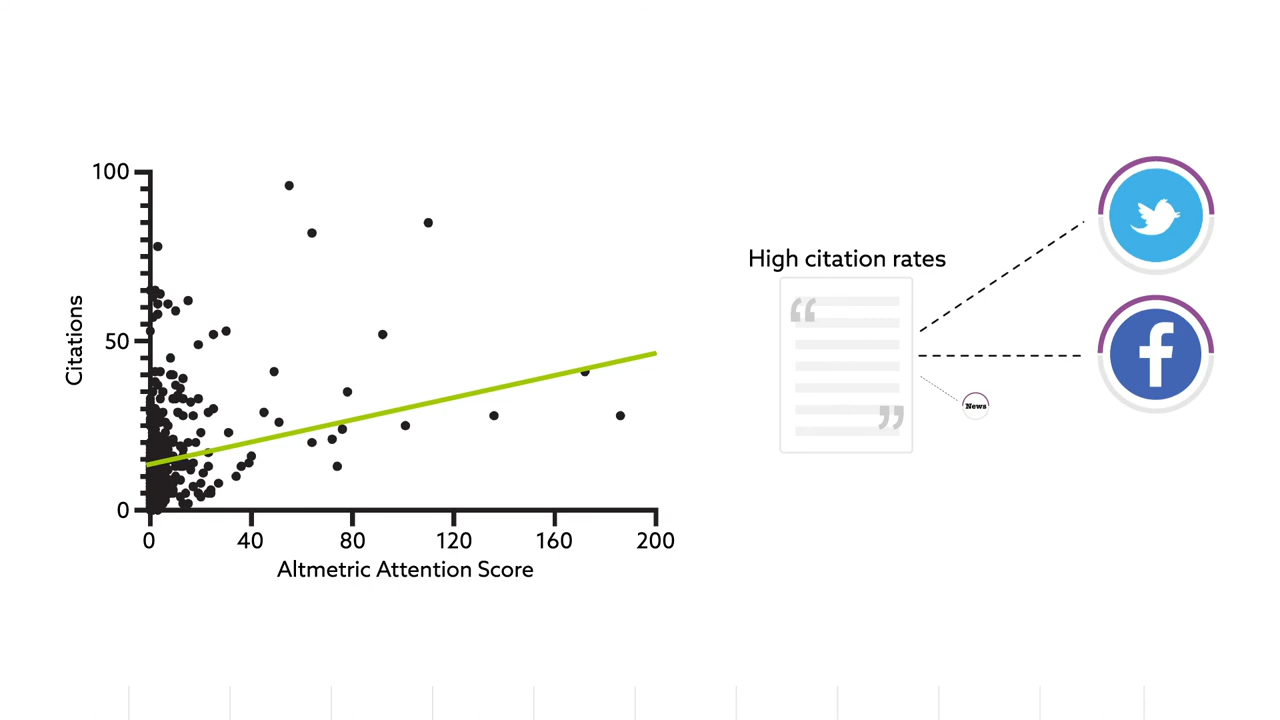 100
50
0
Citations
0 40 80 120 160 200
Altmetric Attention Score
High citation rates
“
”
News
f